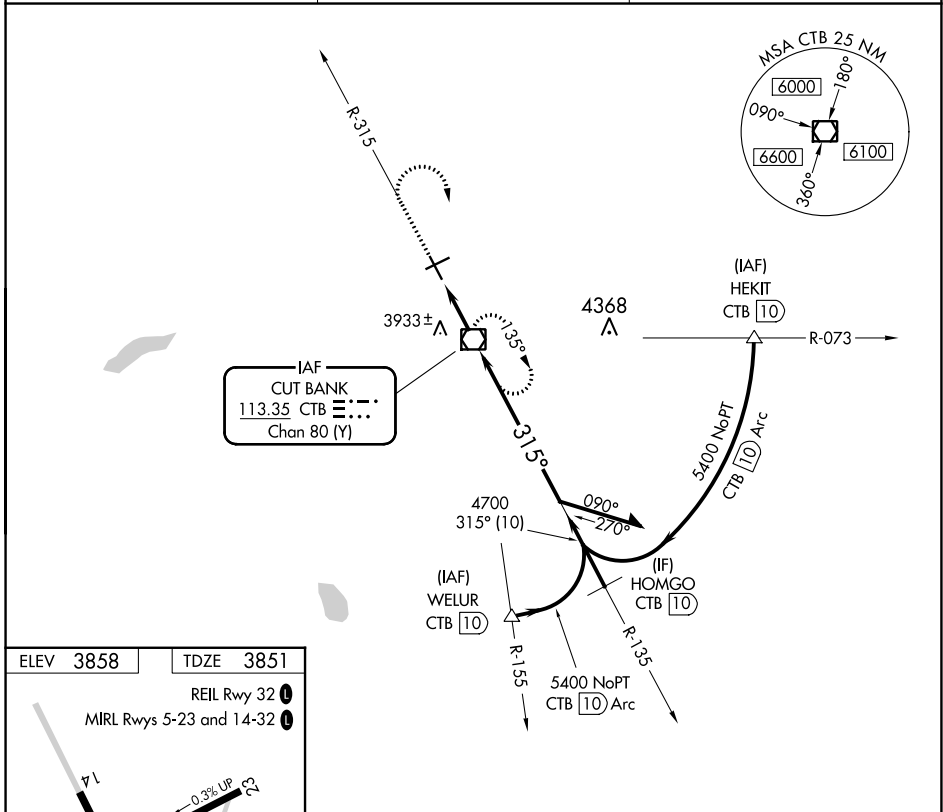 MSA CTB 25 NM
6000
180°
090°
6600
6100
360°
R-315
(IAF)
HEKIT
CTB 10
4368
R-073
3933±
135°
IAF
CUT BANK
113.35 CTB
Chan 80 (Y)
315°
5400 NoPT
CTB 10 Arc
4700
315° (10)
090°
270°
(IF)
HOMGO
CTB 10
(IAF)
WELUR
CTB 10
R-155
R-135
5400 NoPT
CTB 10 Arc
ELEV 3858
TDZE 3851
REIL Rwy 32 L
MIRL Rwys 5-23 and 14-32 L
14
0.3% UP
23